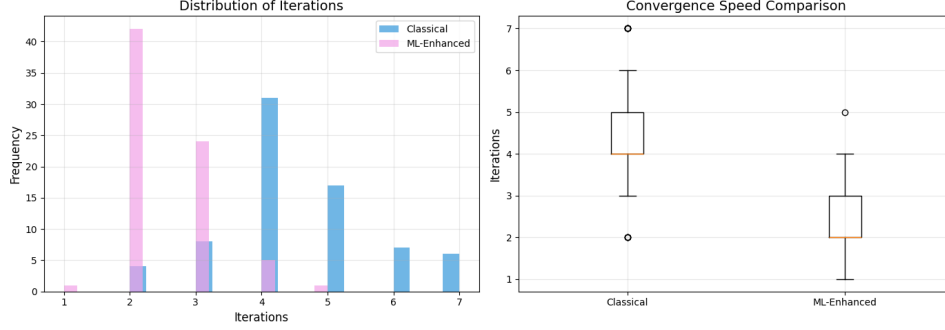 Distribution of Iterations
Classical
ML-Enhanced
Frequency
40
35
30
25
20
15
10
5
0
1 2 3 4 5 6 7
Iterations
Convergence Speed Comparison
Iterations
7
6
5
4
3
2
1
Classical ML-Enhanced